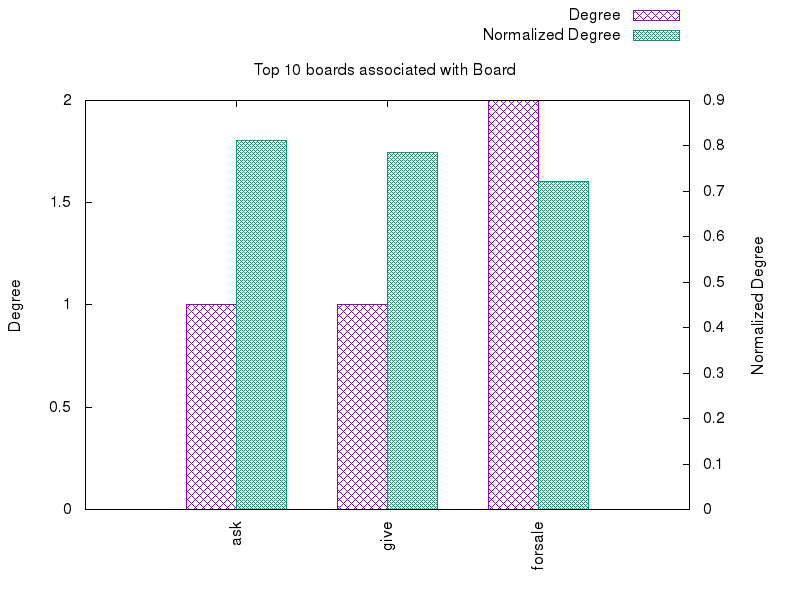 Degree
Normalized Degree
Top 10 boards associated with Board
2
1.5
1
0.5
0
0.9
0.8
0.7
0.6
0.5
0.4
0.3
0.2
0.1
0
Degree
Normalized Degree
ask
give
forsale